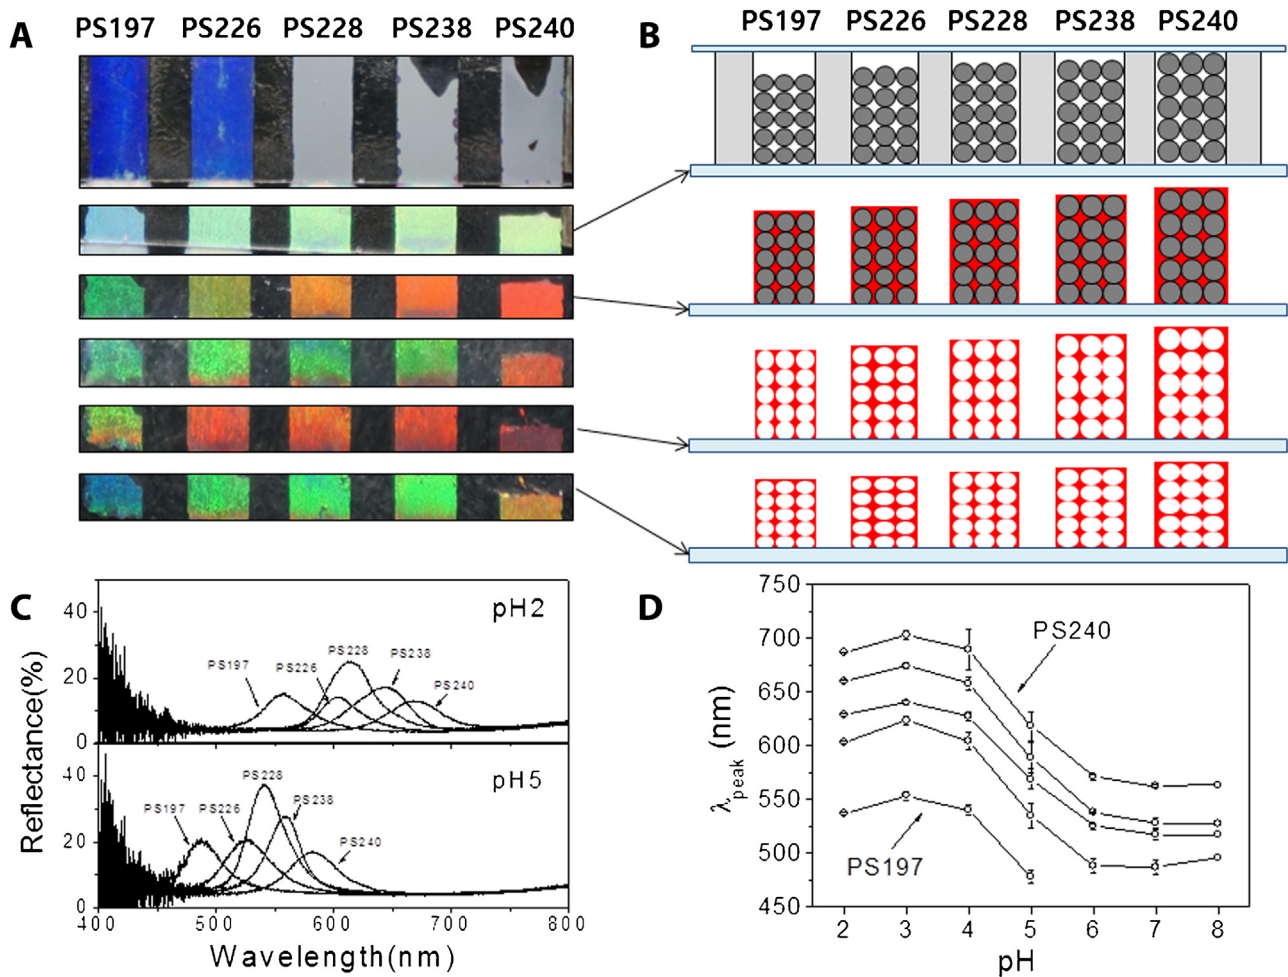 A
PS197 PS226 PS228 PS238 PS240
B
PS197 PS226 PS228 PS238 PS240
C
pH2
PS197
PS226
PS228
PS238
PS240
40
20
0
pH5
PS197
PS226
PS228
PS238
PS240
40
20
0
Reflectance(%)
400 500 600 700 800
Wavelength(nm)
D
750
700
650
600
550
500
450
λpeak (nm)
PS240
PS197
2 3 4 5 6 7 8
pH